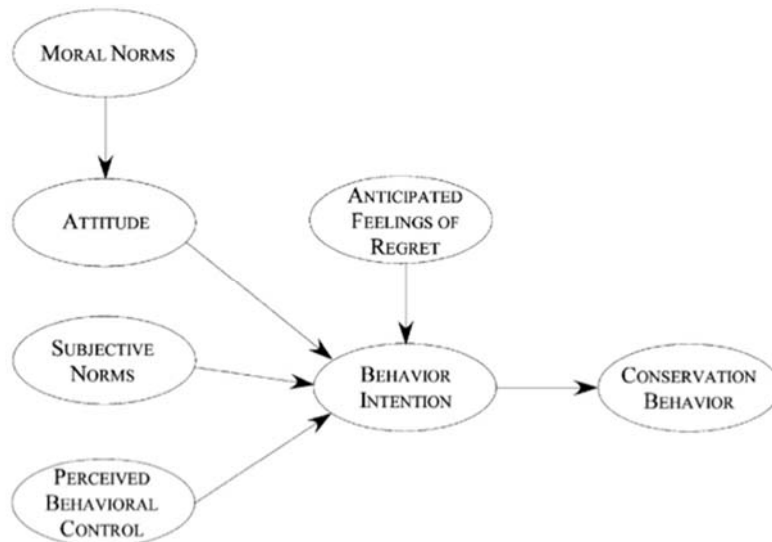 MORAL NORMS
ATTITUDE
ANTICIPATED
FEELINGS OF
REGRET
SUBJECTIVE
NORMS
BEHAVIOR
INTENTION
CONSERVATION
BEHAVIOR
PERCEIVED
BEHAVIORAL
CONTROL